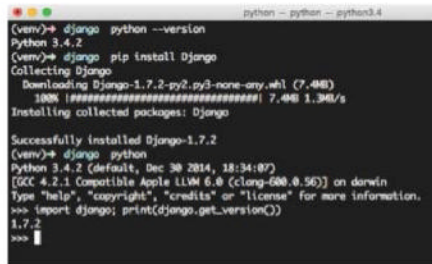 python — python — python3.4
(venv)→ django python --version
Python 3.4.2
(venv)→ django pip install Django
Collecting Django
Downloading Django-1.7.2-py2.py3-none-any.whl (7.4MB)
100% |################################| 7.4MB 1.3MB/s
Installing collected packages: Django
Successfully installed Django-1.7.2
(venv)→ django python
Python 3.4.2 (default, Dec 30 2014, 18:34:07)
[GCC 4.2.1 Compatible Apple LLVM 6.0 (clang-600.0.56)] on darwin
Type "help", "copyright", "credits" or "license" for more information.
>>> import django; print(django.get_version())
1.7.2
>>>